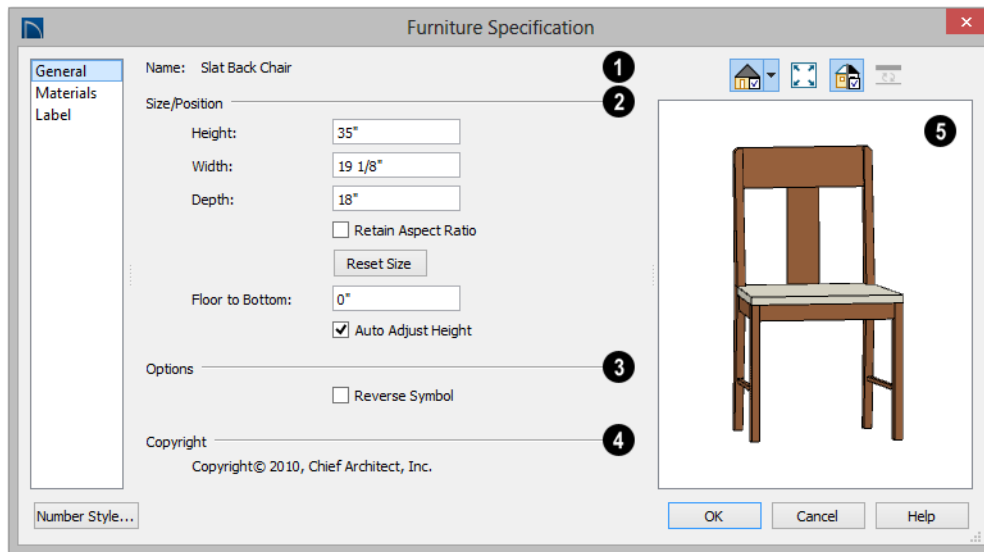 Furniture Specification
General
Materials
Label
Name: Slat Back Chair
1
Size/Position
2
Height: 35"
Width: 19 1/8"
Depth: 18"
Retain Aspect Ratio
Reset Size
Floor to Bottom: 0"
Auto Adjust Height
Options
3
Reverse Symbol
Copyright
4
Copyright© 2010, Chief Architect, Inc.
5
Number Style...
OK
Cancel
Help